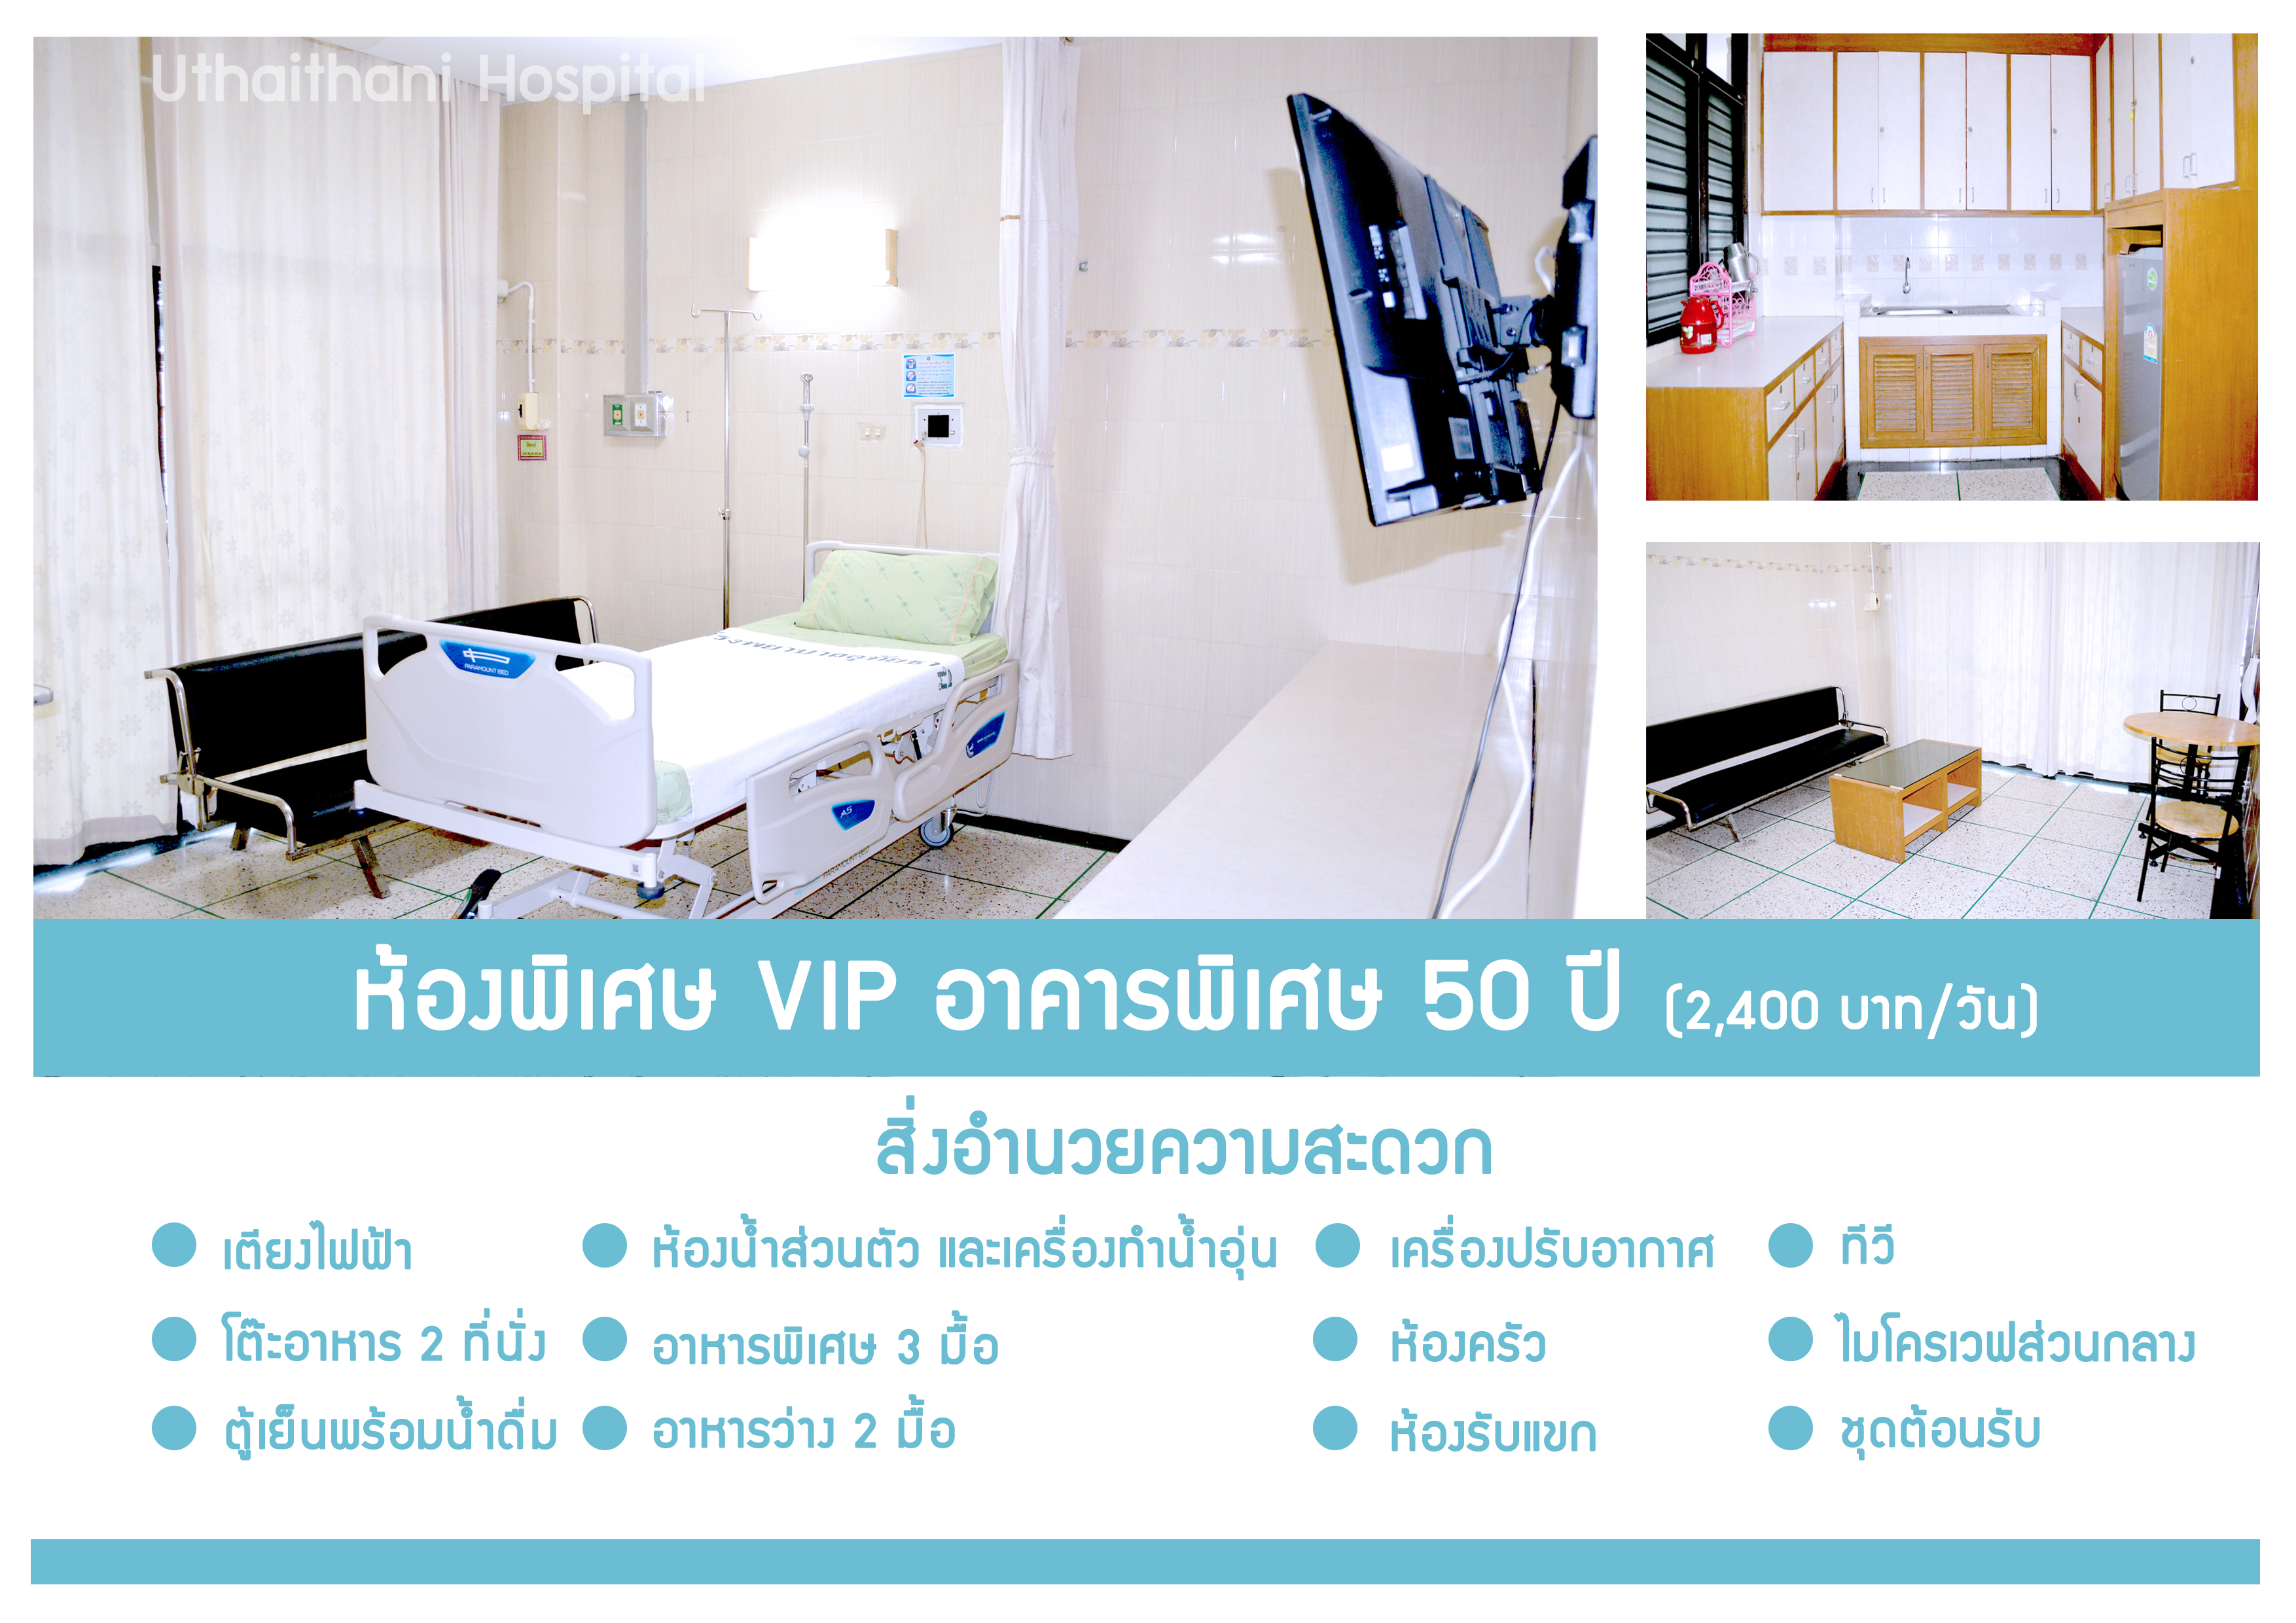 Uthaithani Hospital
PARAMOUNT BED
A5
PARAMOUNT BED
ห้องพิเศษ VIP อาคารพิเศษ 50 ปี (2,400 บาท/วัน)
สิ่งอำนวยความสะดวก
เตียงไฟฟ้า
ห้องน้ำส่วนตัว และเครื่องทำน้ำอุ่น
เครื่องปรับอากาศ
ทีวี
โต๊ะอาหาร 2 ที่นั่ง
อาหารพิเศษ 3 มื้อ
ห้องครัว
ไมโครเวฟส่วนกลาง
ตู้เย็นพร้อมน้ำดื่ม
อาหารว่าง 2 มื้อ
ห้องรับแขก
ชุดต้อนรับ